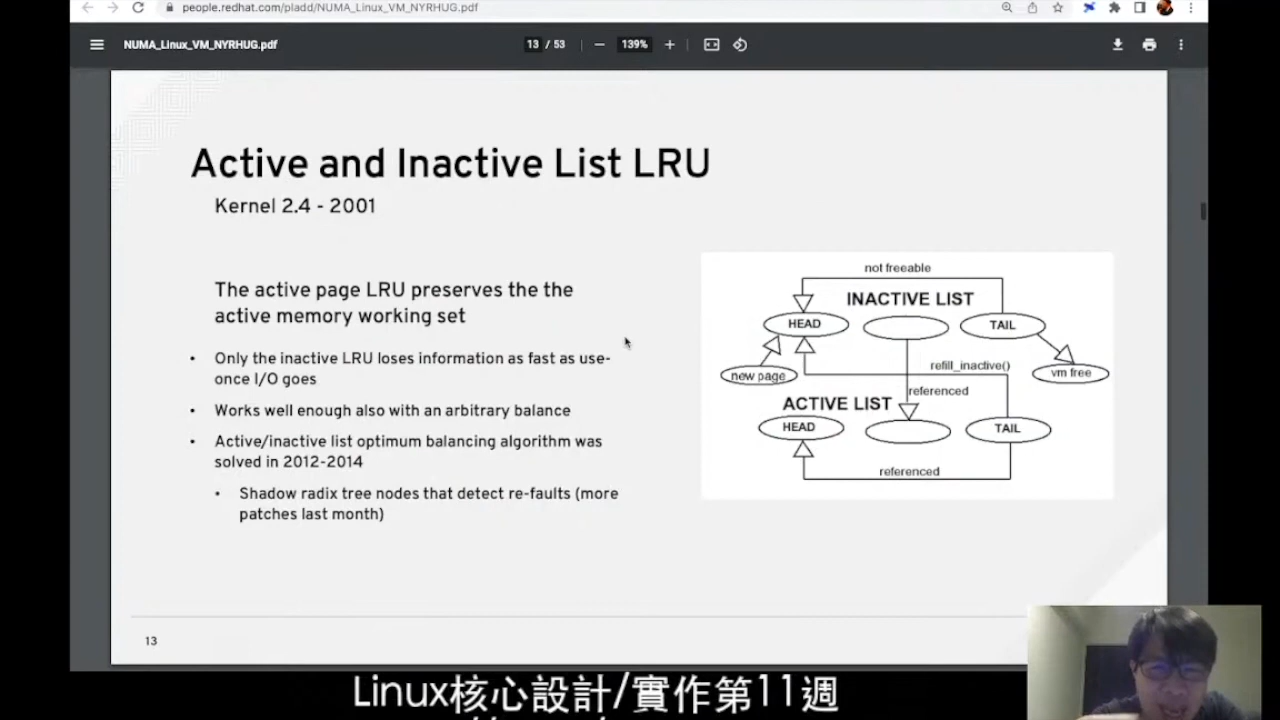 people.redhat.com/pladd/NUMA_Linux_VM_NYRHUG.pdf
NUMA_Linux_VM_NYRHUG.pdf
13 / 53
139%
Active and Inactive List LRU
Kernel 2.4 - 2001
The active page LRU preserves the the
active memory working set
• Only the inactive LRU loses information as fast as use-
once I/O goes
• Works well enough also with an arbitrary balance
• Active/inactive list optimum balancing algorithm was
solved in 2012-2014
• Shadow radix tree nodes that detect re-faults (more
patches last month)
not freeable
INACTIVE LIST
HEAD
TAIL
new page
refill_inactive()
vm free
referenced
ACTIVE LIST
HEAD
TAIL
referenced
13
Linux核心設計/實作第11週